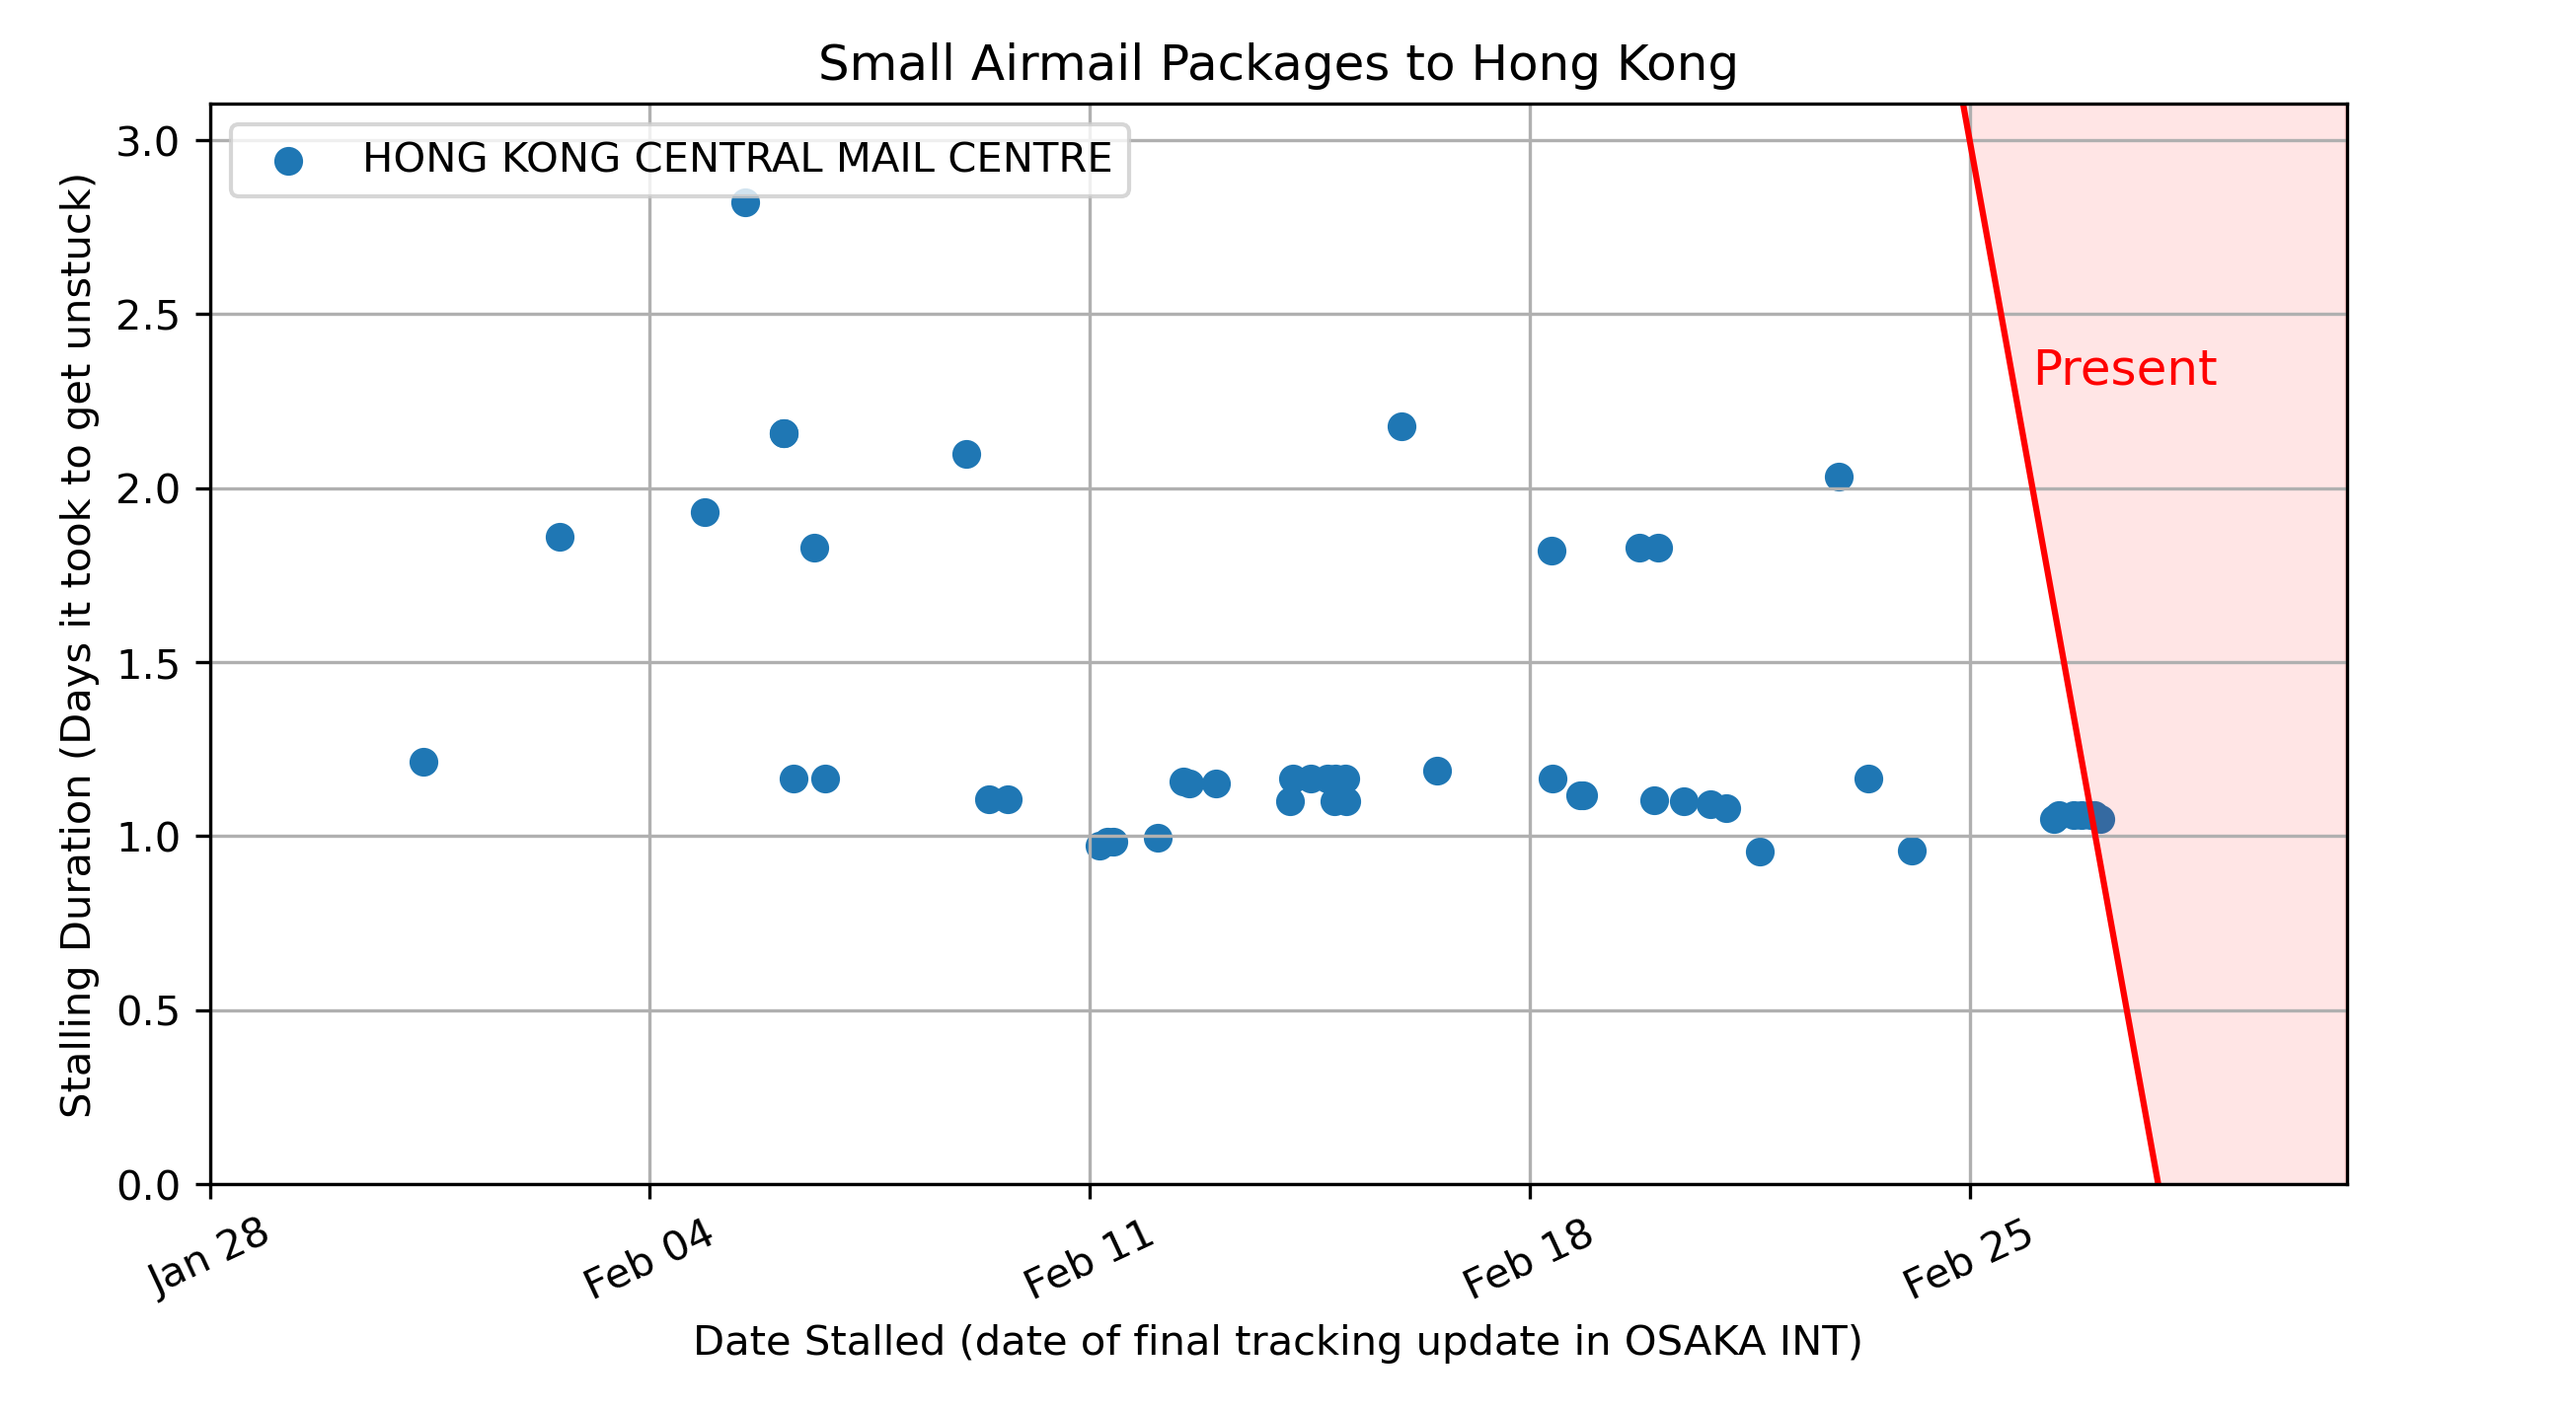 Small Airmail Packages to Hong Kong
HONG KONG CENTRAL MAIL CENTRE
Present
Stalling Duration (Days it took to get unstuck)
3.0
2.5
2.0
1.5
1.0
0.5
0.0
Jan 28
Feb 04
Feb 11
Feb 18
Feb 25
Date Stalled (date of final tracking update in OSAKA INT)